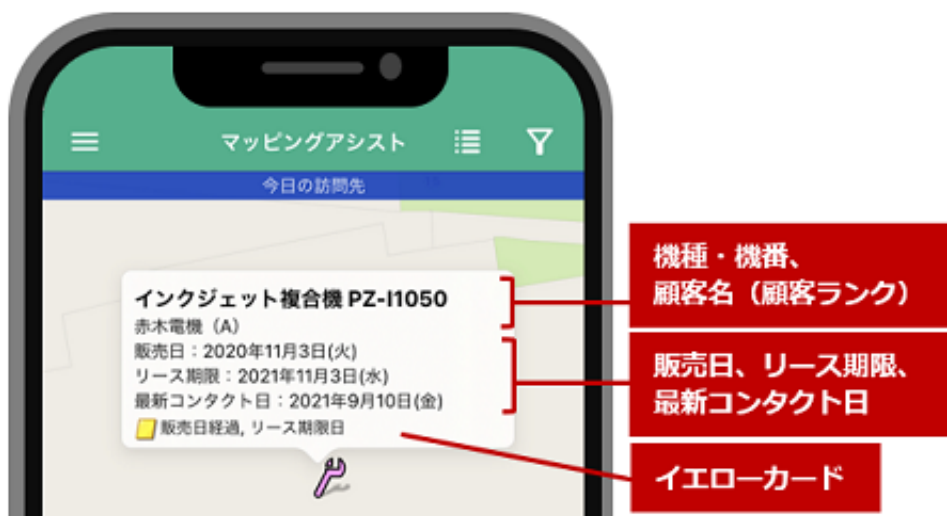 マッピングアシスト
今日の訪問先
インクジェット複合機 PZ-I1050
赤木電機（A）
販売日：2020年11月3日(火)
リース期限：2021年11月3日(水)
最新コンタクト日：2021年9月10日(金)
販売日経過, リース期限日
機種・機番、
顧客名（顧客ランク）
販売日、リース期限、
最新コンタクト日
イエローカード